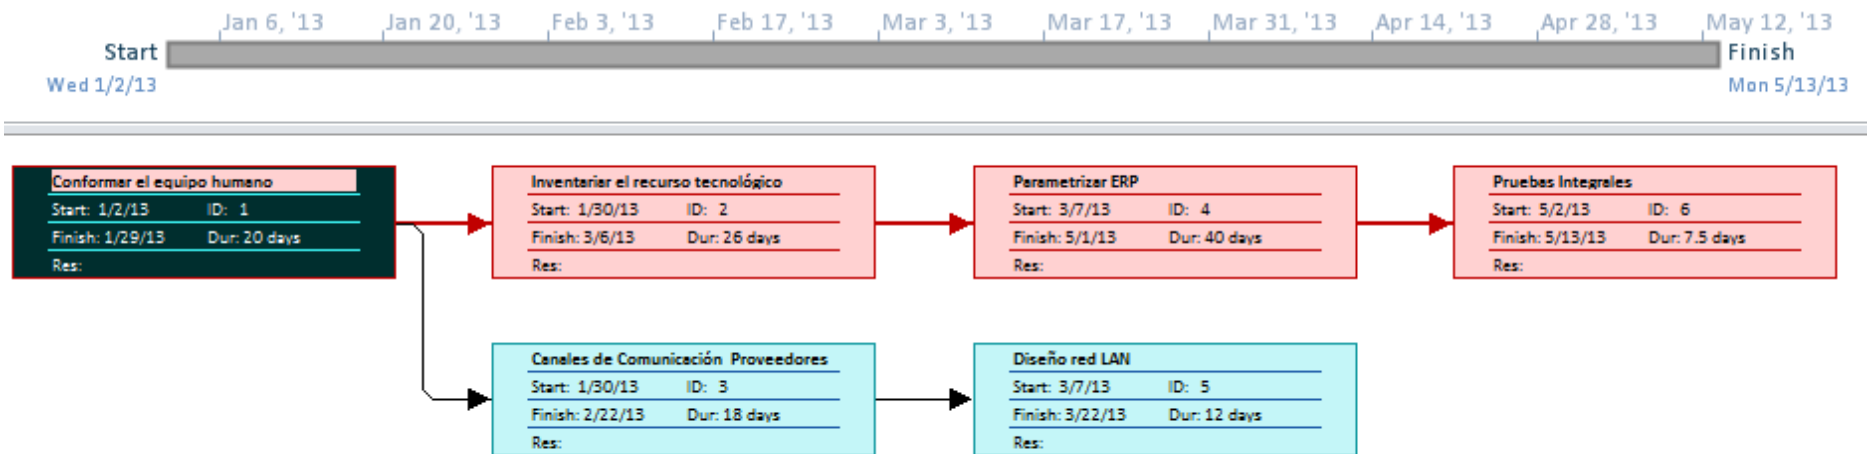 Jan 6, '13 Jan 20, '13 Feb 3, '13 Feb 17, '13 Mar 3, '13 Mar 17, '13 Mar 31, '13 Apr 14, '13 Apr 28, '13 May 12, '13
Start Finish
Wed 1/2/13 Mon 5/13/13
Conformar el equipo humano
Start: 1/2/13 ID: 1
Finish: 1/29/13 Dur: 20 days
Res:
Inventariar el recurso tecnológico
Start: 1/30/13 ID: 2
Finish: 3/6/13 Dur: 26 days
Res:
Parametrizar ERP
Start: 3/7/13 ID: 4
Finish: 5/1/13 Dur: 40 days
Res:
Pruebas Integrales
Start: 5/2/13 ID: 6
Finish: 5/13/13 Dur: 7.5 days
Res:
Canales de Comunicación Proveedores
Start: 1/30/13 ID: 3
Finish: 2/22/13 Dur: 18 days
Res:
Diseño red LAN
Start: 3/7/13 ID: 5
Finish: 3/22/13 Dur: 12 days
Res: